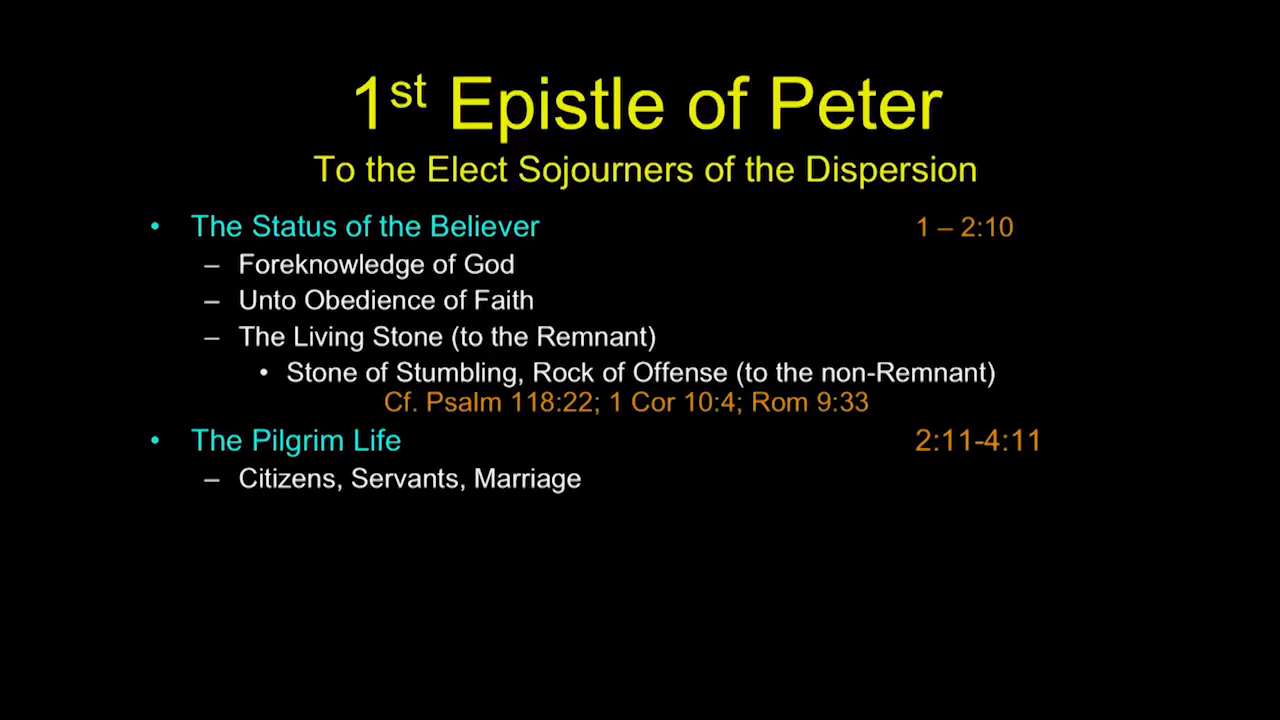 1st Epistle of Peter
To the Elect Sojourners of the Dispersion
• The Status of the Believer 1 – 2:10
– Foreknowledge of God
– Unto Obedience of Faith
– The Living Stone (to the Remnant)
• Stone of Stumbling, Rock of Offense (to the non-Remnant)
Cf. Psalm 118:22; 1 Cor 10:4; Rom 9:33
• The Pilgrim Life 2:11-4:11
– Citizens, Servants, Marriage